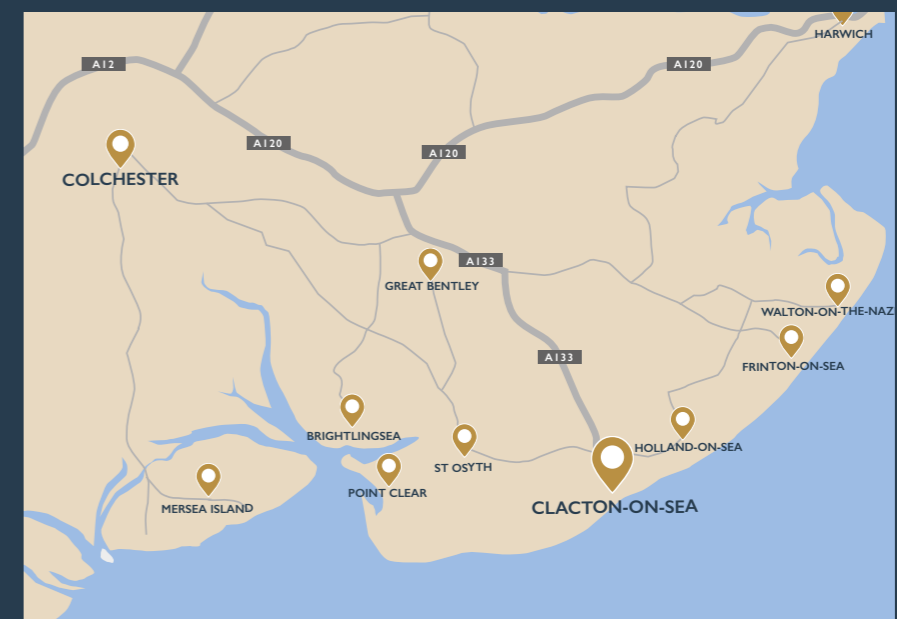 HARWICH
A12
A120
A120
A120
COLCHESTER
A133
GREAT BENTLEY
WALTON-ON-THE-NAZ
A133
FRINTON-ON-SEA
BRIGHTLINGSEA
HOLLAND-ON-SEA
ST OSYTH
POINT CLEAR
MERSEA ISLAND
CLACTON-ON-SEA